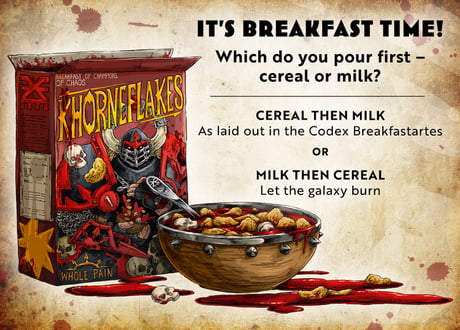 IT'S BREAKFAST TIME!
Which do you pour first –
cereal or milk?
CEREAL THEN MILK
As laid out in the Codex Breakfastartes
OR
MILK THEN CEREAL
Let the galaxy burn
BREAKFAST OF CHAMPIONS
OF CHAOS
KHORNEFLAKES
WHOLE PAIN